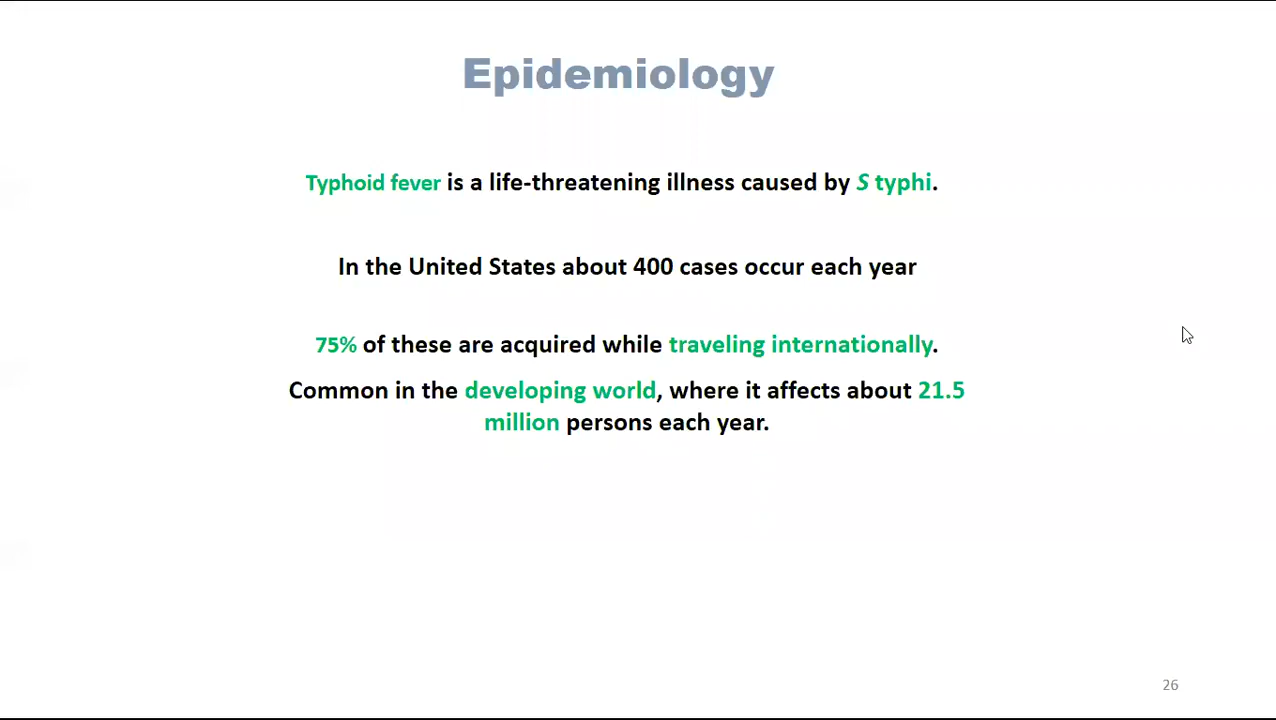 Epidemiology
Typhoid fever is a life-threatening illness caused by S typhi.
In the United States about 400 cases occur each year
75% of these are acquired while traveling internationally.
Common in the developing world, where it affects about 21.5
million persons each year.
26